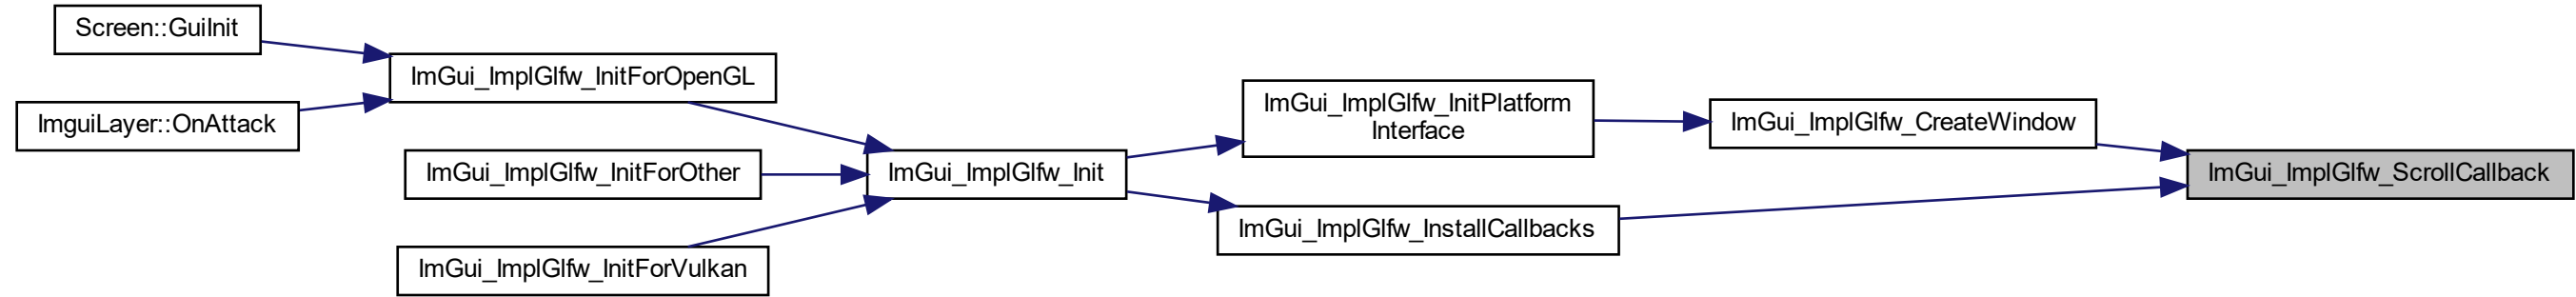 Screen::GuiInit
ImguiLayer::OnAttack
ImGui_ImplGlfw_InitForOpenGL
ImGui_ImplGlfw_InitForOther
ImGui_ImplGlfw_InitForVulkan
ImGui_ImplGlfw_Init
ImGui_ImplGlfw_InitPlatform
Interface
ImGui_ImplGlfw_InstallCallbacks
ImGui_ImplGlfw_CreateWindow
ImGui_ImplGlfw_ScrollCallback